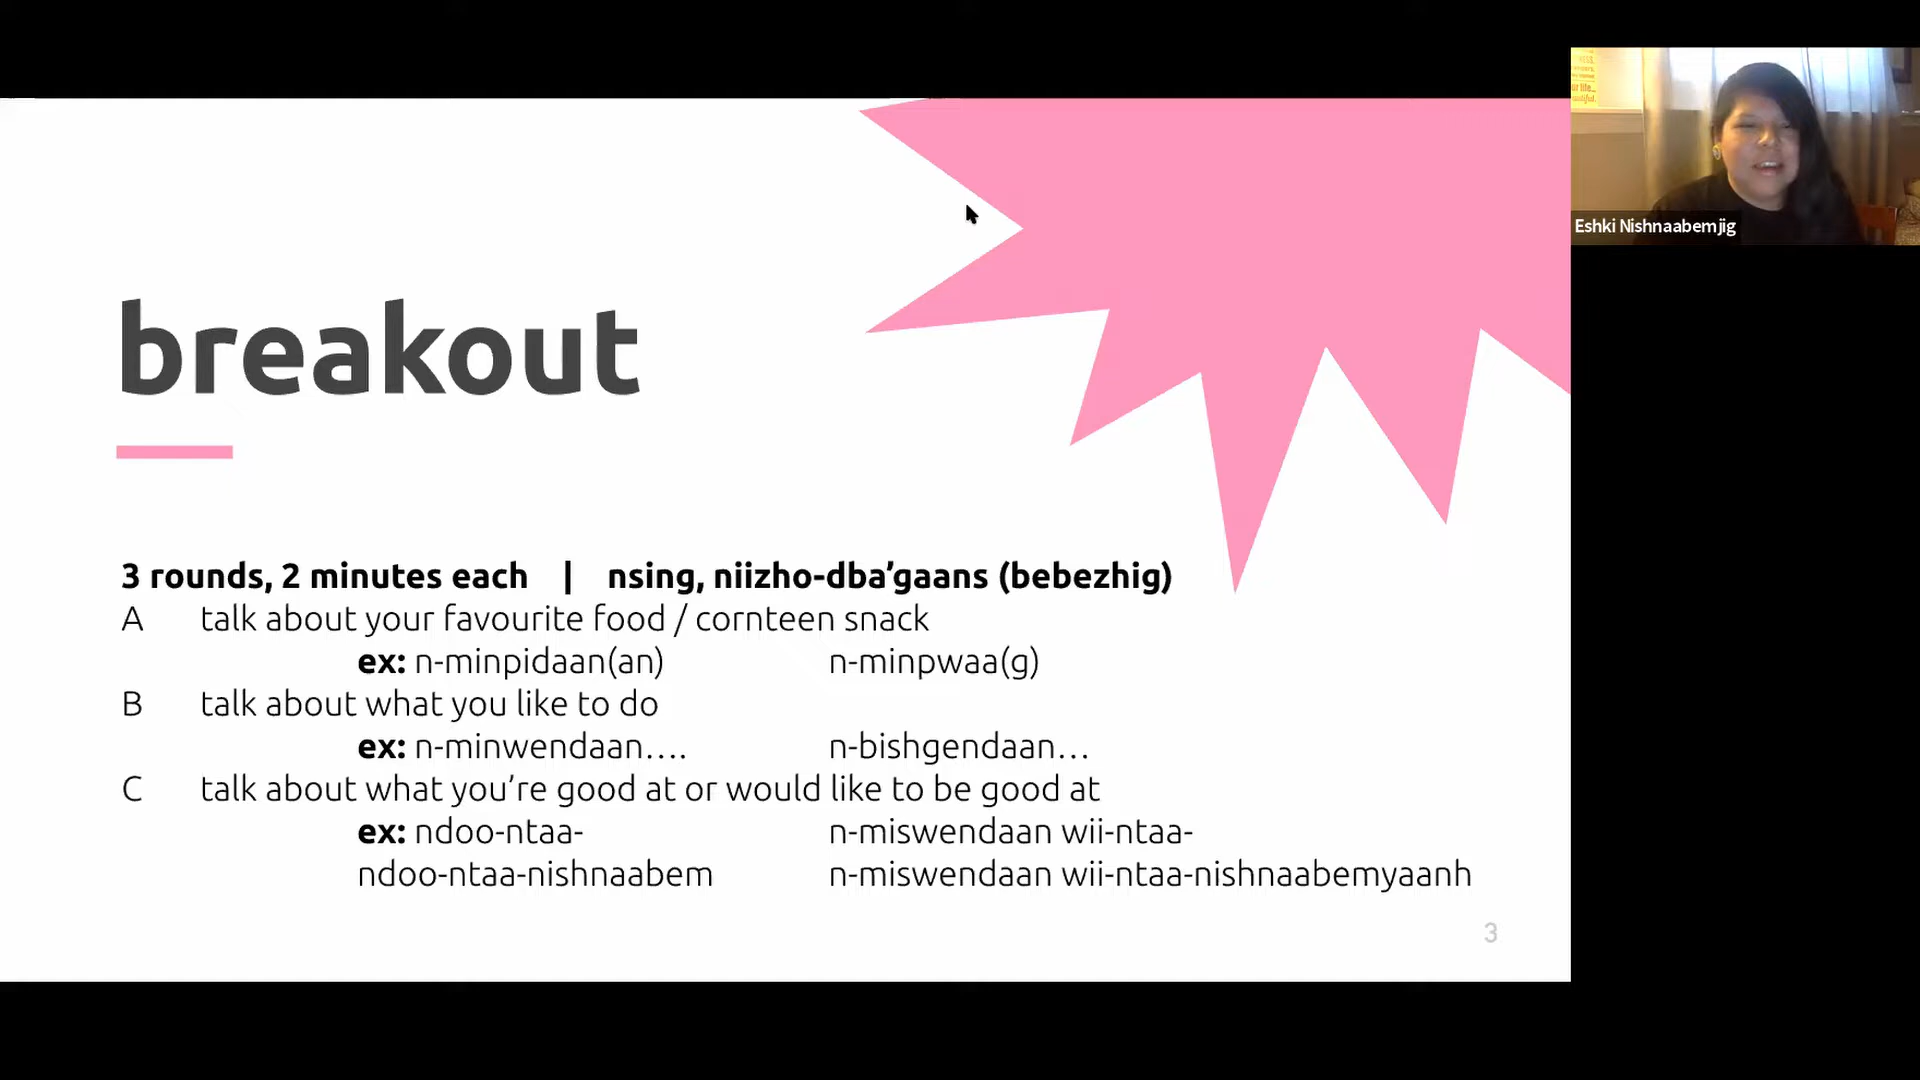 breakout
3 rounds, 2 minutes each | nsing, niizho-dba’gaans (bebezhig)
A talk about your favourite food / cornteen snack
ex: n-minpidaan(an) n-minpwaa(g)
B talk about what you like to do
ex: n-minwendaan.... n-bishgendaan...
C talk about what you’re good at or would like to be good at
ex: ndoo-ntaa- n-miswendaan wii-ntaa-
ndoo-ntaa-nishnaabem n-miswendaan wii-ntaa-nishnaabemyaanh
3
Eshki Nishnaabemjig